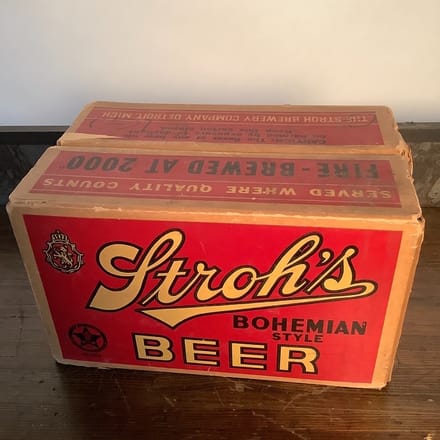 THE STROH BREWERY COMPANY DETROIT, MICH.
FIRE-BREWED AT 2000°
SERVED WHERE QUALITY COUNTS
Stroh's
BOHEMIAN
STYLE
BEER